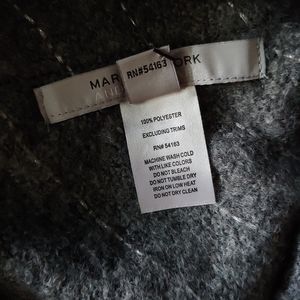 MAR
RN#54163
ORK
100% POLYESTER
EXCLUDING TRIMS
RN# 54163
MACHINE WASH COLD
WITH LIKE COLORS
DO NOT BLEACH
DO NOT TUMBLE DRY
IRON ON LOW HEAT
DO NOT DRY CLEAN